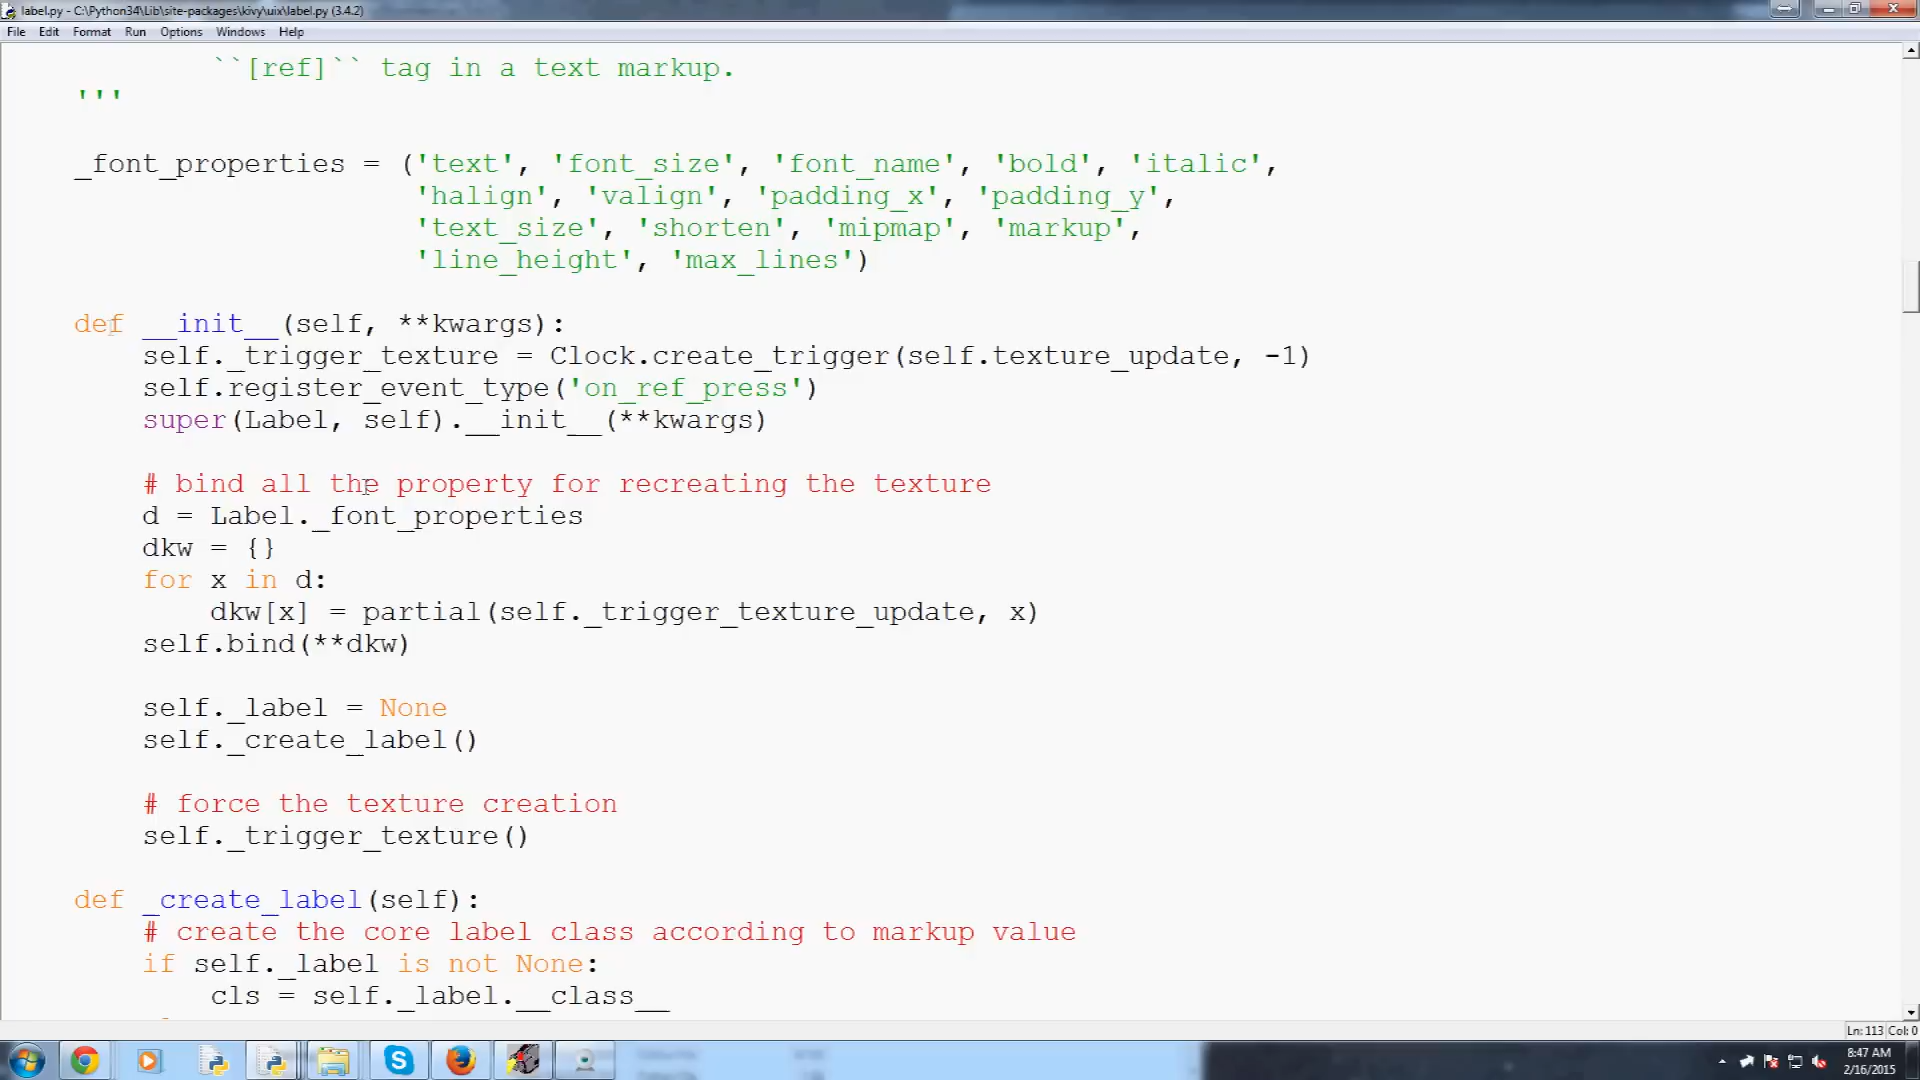 label.py - C:\Python34\Lib\site-packages\kivy\uix\label.py (3.4.2)
File Edit Format Run Options Windows Help
``[ref]`` tag in a text markup.
'''
_font_properties = ('text', 'font_size', 'font_name', 'bold', 'italic',
'halign', 'valign', 'padding_x', 'padding_y',
'text_size', 'shorten', 'mipmap', 'markup',
'line_height', 'max_lines')
def __init__(self, **kwargs):
self._trigger_texture = Clock.create_trigger(self.texture_update, -1)
self.register_event_type('on_ref_press')
super(Label, self).__init__(**kwargs)
# bind all the property for recreating the texture
d = Label._font_properties
dkw = {}
for x in d:
dkw[x] = partial(self._trigger_texture_update, x)
self.bind(**dkw)
self._label = None
self._create_label()
# force the texture creation
self._trigger_texture()
def _create_label(self):
# create the core label class according to markup value
if self._label is not None:
cls = self._label.__class__
Ln: 113 Col: 0
8:47 AM
2/16/2015